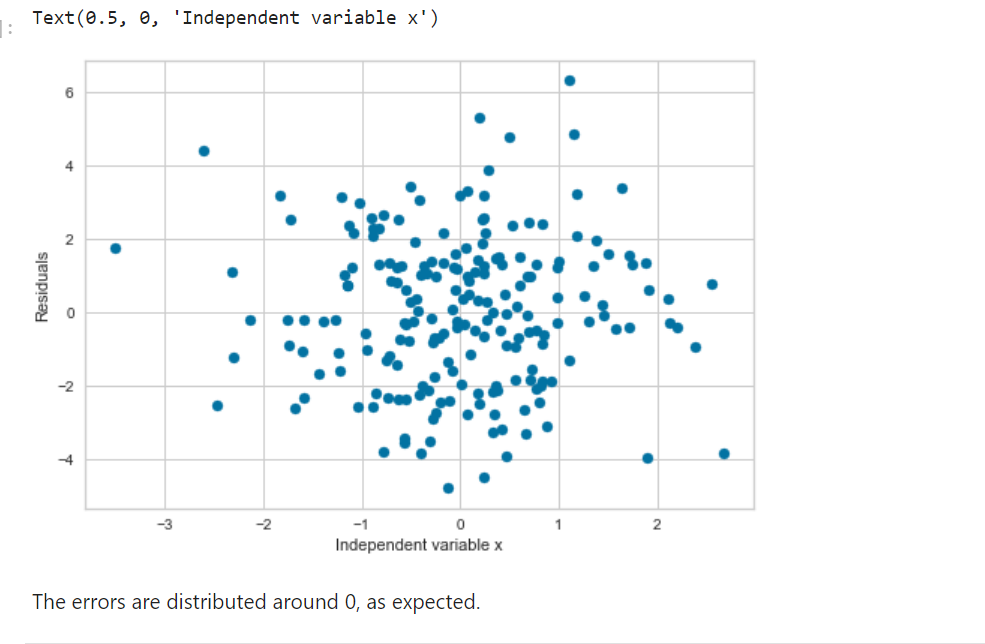 Text(0.5, 0, 'Independent variable x')
]:
6
4
2
0
−2
−4
Residuals
−3 −2 −1 0 1 2
Independent variable x
The errors are distributed around 0, as expected.